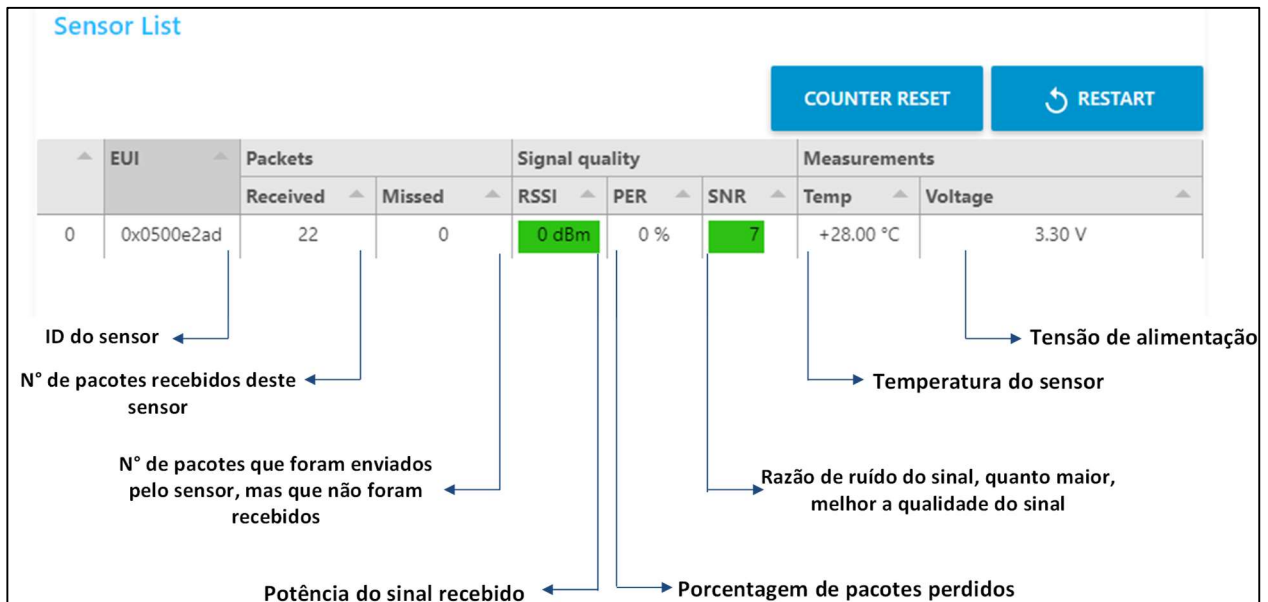 Sensor List
COUNTER RESET
RESTART
EUI
Packets
Signal quality
Measurements
Received
Missed
RSSI
PER
SNR
Temp
Voltage
0
0x0500e2ad
22
0
0 dBm
0 %
7
+28.00 °C
3.30 V
ID do sensor
Tensão de alimentação
N° de pacotes recebidos deste
sensor
Temperatura do sensor
N° de pacotes que foram enviados
pelo sensor, mas que não foram
recebidos
Razão de ruído do sinal, quanto maior,
melhor a qualidade do sinal
Potência do sinal recebido
Porcentagem de pacotes perdidos